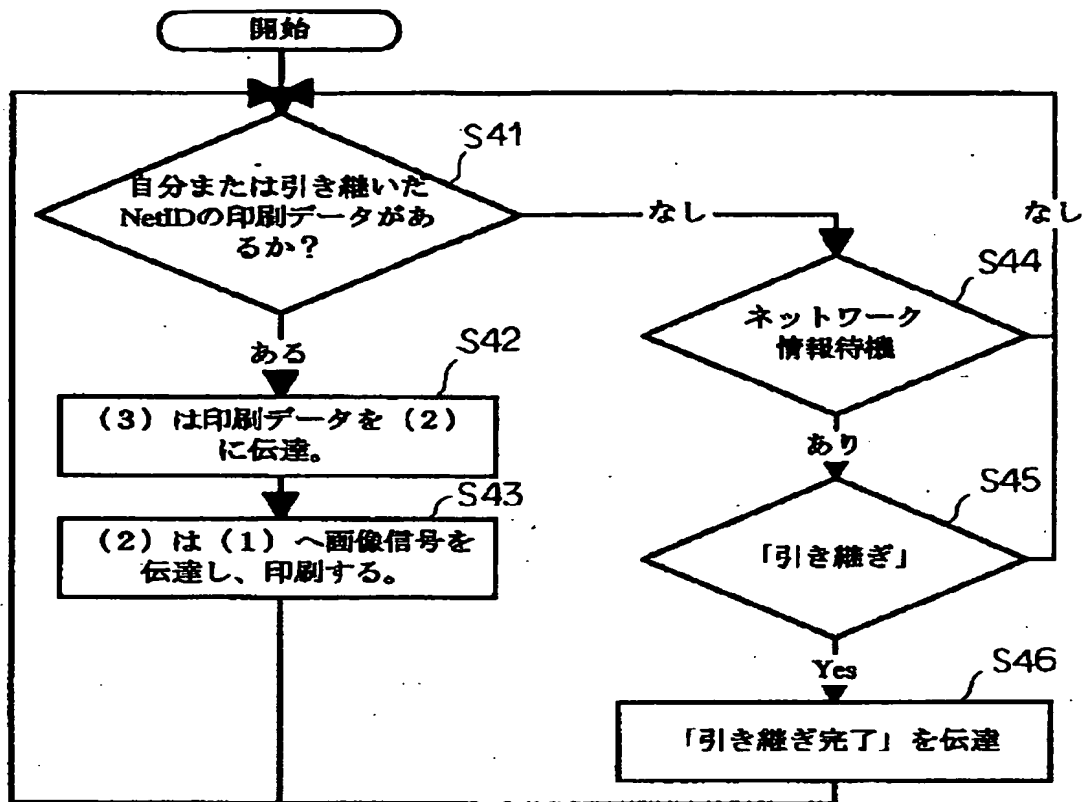 開始
S41
自分または引き継いた
NetIDの印刷データがあ
るか？
なし
なし
S44
ネットワーク
情報待機
ある
S42
（3）は印刷データを（2）
に伝達。
あり
S43
S45
（2）は（1）へ画像信号を
伝達し、印刷する。
「引き継ぎ」
Yes
S46
「引き継ぎ完了」を伝達